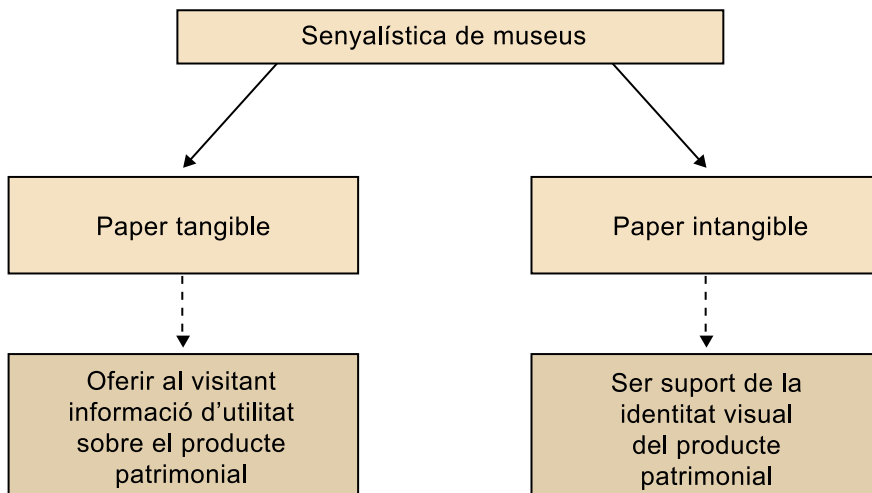 Senyalística de museus
Paper tangible
Paper intangible
Oferir al visitant
informació d’utilitat
sobre el producte
patrimonial
Ser suport de la
identitat visual
del producte
patrimonial